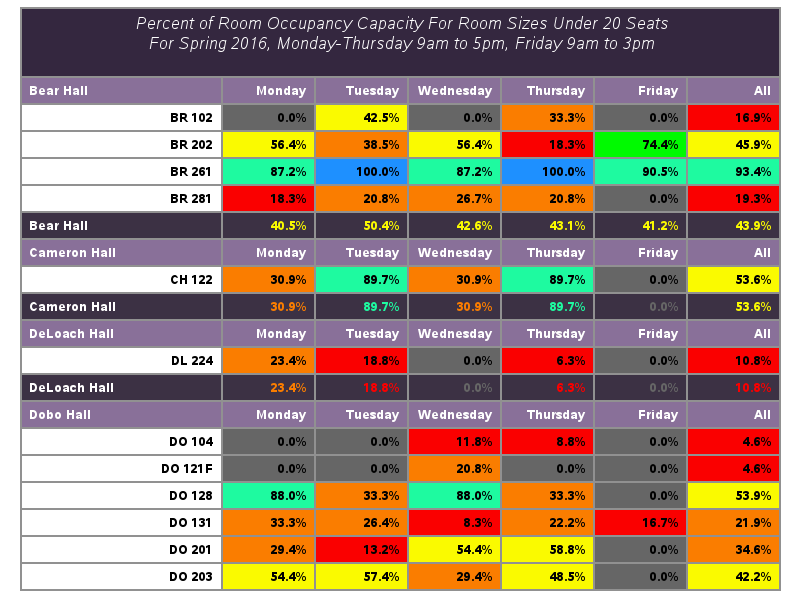 Percent of Room Occupancy Capacity For Room Sizes Under 20 Seats
For Spring 2016, Monday-Thursday 9am to 5pm, Friday 9am to 3pm
Bear Hall Monday Tuesday Wednesday Thursday Friday All
BR 102 0.0% 42.5% 0.0% 33.3% 0.0% 16.9%
BR 202 56.4% 38.5% 56.4% 18.3% 74.4% 45.9%
BR 261 87.2% 100.0% 87.2% 100.0% 90.5% 93.4%
BR 281 18.3% 20.8% 26.7% 20.8% 0.0% 19.3%
Bear Hall 40.5% 50.4% 42.6% 43.1% 41.2% 43.9%
Cameron Hall Monday Tuesday Wednesday Thursday Friday All
CH 122 30.9% 89.7% 30.9% 89.7% 0.0% 53.6%
Cameron Hall 30.9% 89.7% 30.9% 89.7% 0.0% 53.6%
DeLoach Hall Monday Tuesday Wednesday Thursday Friday All
DL 224 23.4% 18.8% 0.0% 6.3% 0.0% 10.8%
DeLoach Hall 23.4% 18.8% 0.0% 6.3% 0.0% 10.8%
Dobo Hall Monday Tuesday Wednesday Thursday Friday All
DO 104 0.0% 0.0% 11.8% 8.8% 0.0% 4.6%
DO 121F 0.0% 0.0% 20.8% 0.0% 0.0% 4.6%
DO 128 88.0% 33.3% 88.0% 33.3% 0.0% 53.9%
DO 131 33.3% 26.4% 8.3% 22.2% 16.7% 21.9%
DO 201 29.4% 13.2% 54.4% 58.8% 0.0% 34.6%
DO 203 54.4% 57.4% 29.4% 48.5% 0.0% 42.2%